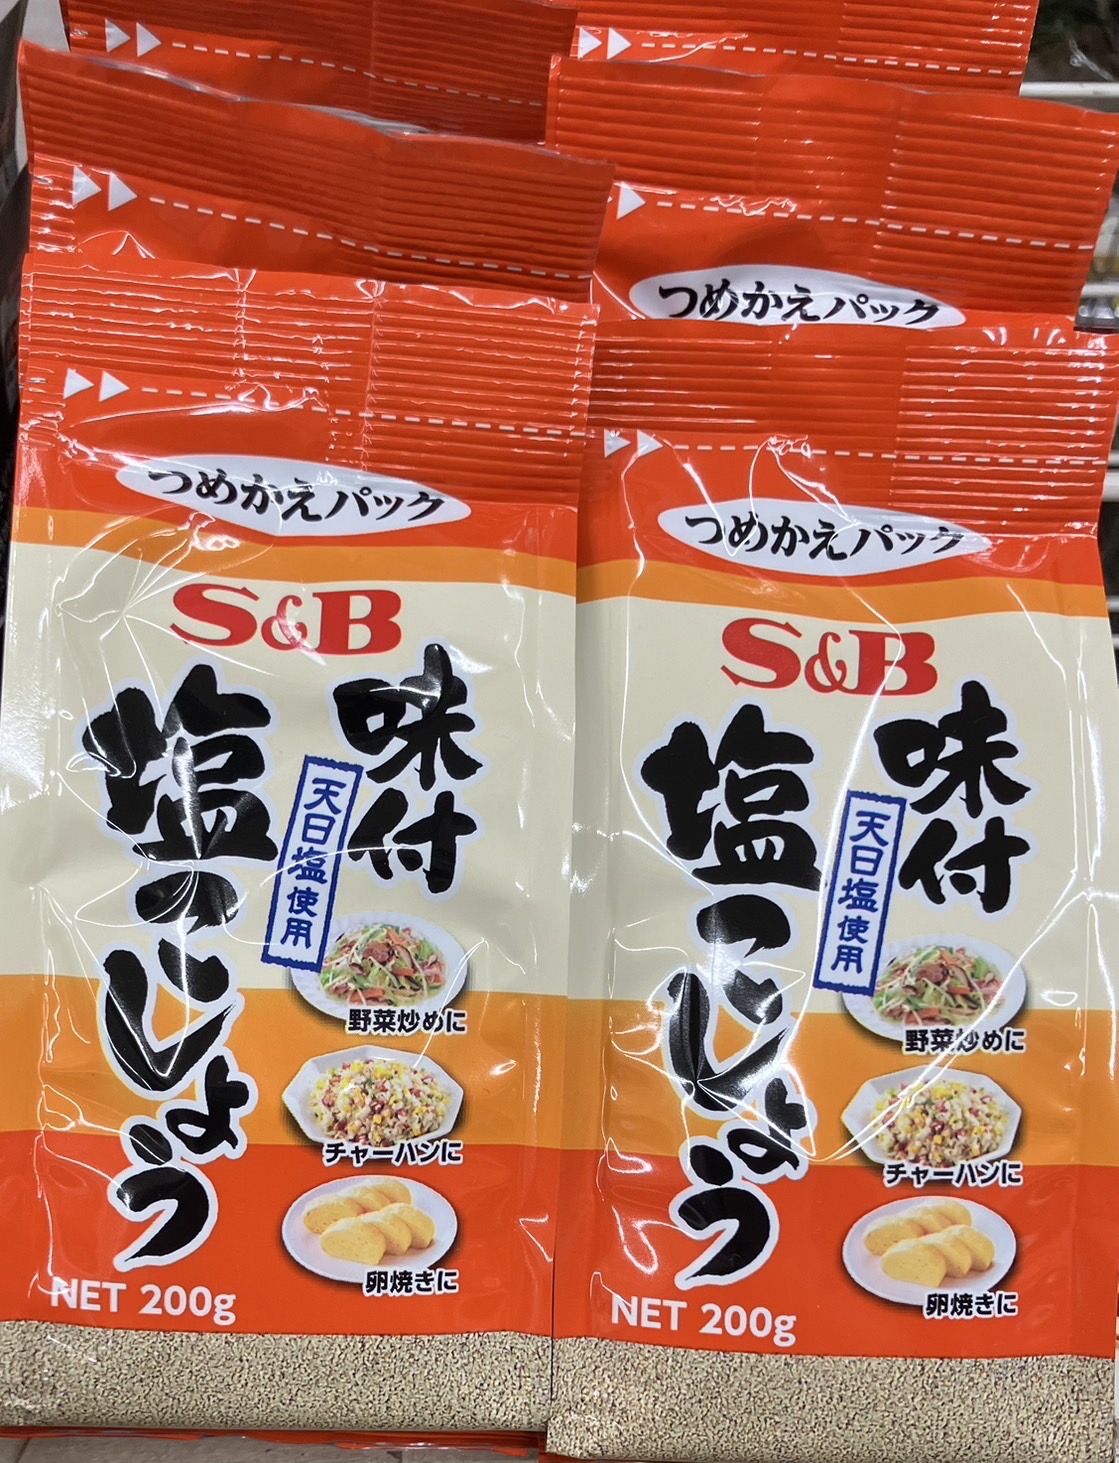 つめかえパック
つめかえパック
S&B
味付
塩こしょう
天日塩使用
野菜炒めに
チャーハンに
卵焼きに
NET 200g
つめかえパック
S&B
味付
塩こしょう
天日塩使用
野菜炒めに
チャーハンに
卵焼きに
NET 200g